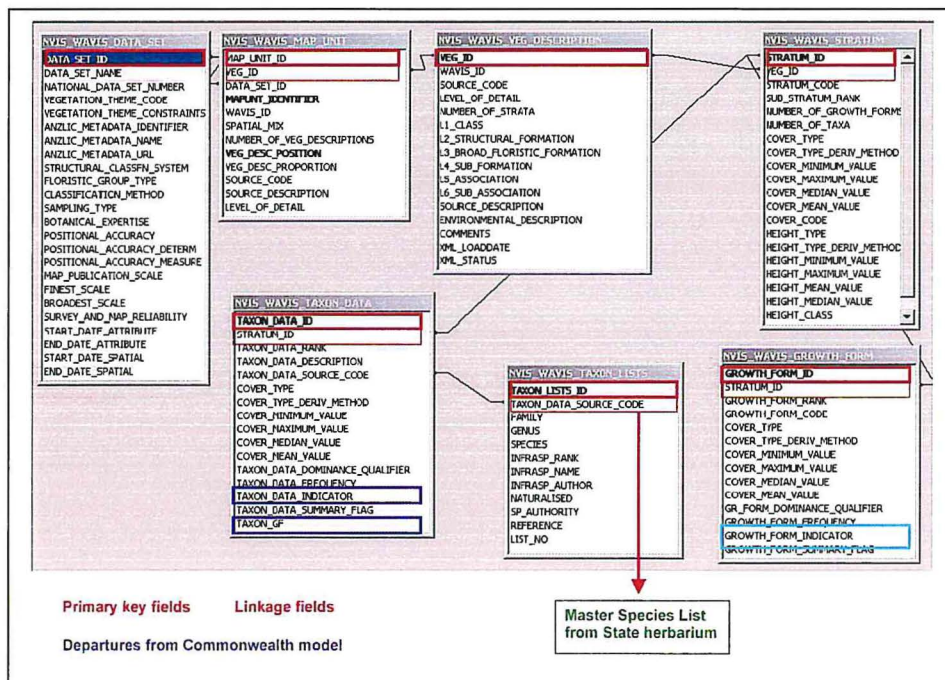 NVIS_WAVIS_DATA_SET
DATA_SET_ID
DATA_SET_NAME
NATIONAL_DATA_SET_NUMBER
VEGETATION_THEME_CODE
VEGETATION_THEME_CONSTRAINTS
ANZLIC_METADATA_IDENTIFIER
ANZLIC_METADATA_NAME
ANZLIC_METADATA_URL
STRUCTURAL_CLASSFN_SYSTEM
FLORISTIC_GROUP_TYPE
CLASSIFICATION_METHOD
SAMPLING_TYPE
BOTANICAL_EXPERTISE
POSITIONAL_ACCURACY
POSITIONAL_ACCURACY_DETERM
POSITIONAL_ACCURACY_MEASURE
MAP_PUBLICATION_SCALE
FINEST_SCALE
BROADEST_SCALE
SURVEY_AND_MAP_RELIABILITY
START_DATE_ATTRIBUTE
END_DATE_ATTRIBUTE
START_DATE_SPATIAL
END_DATE_SPATIAL
NVIS_WAVIS_MAP_UNIT
MAP_UNIT_ID
VEG_ID
DATA_SET_ID
MAPUNT_IDENTIFIER
WAVIS_ID
SPATIAL_MIX
NUMBER_OF_VEG_DESCRIPTIONS
VEG_DESC_POSITION
VEG_DESC_PROPORTION
SOURCE_CODE
SOURCE_DESCRIPTION
LEVEL_OF_DETAIL
NVIS_WAVIS_VEG_DESCRIPTION
VEG_ID
WAVIS_ID
SOURCE_CODE
LEVEL_OF_DETAIL
NUMBER_OF_STRATA
L1_CLASS
L2_STRUCTURAL_FORMATION
L3_BROAD_FLORISTIC_FORMATION
L4_SUB_FORMATION
L5_ASSOCIATION
L6_SUB_ASSOCIATION
SOURCE_DESCRIPTION
ENVIRONMENTAL_DESCRIPTION
COMMENTS
XML_LOADDATE
XML_STATUS
NVIS_WAVIS_STRATUM
STRATUM_ID
VEG_ID
STRATUM_CODE
SUB_STRATUM_RANK
NUMBER_OF_GROWTH_FORMS
NUMBER_OF_TAXA
COVER_TYPE
COVER_TYPE_DERIV_METHOD
COVER_MINIMUM_VALUE
COVER_MAXIMUM_VALUE
COVER_MEDIAN_VALUE
COVER_MEAN_VALUE
COVER_CODE
HEIGHT_TYPE
HEIGHT_TYPE_DERIV_METHOD
HEIGHT_MINIMUM_VALUE
HEIGHT_MAXIMUM_VALUE
HEIGHT_MEAN_VALUE
HEIGHT_MEDIAN_VALUE
HEIGHT_CLASS
NVIS_WAVIS_TAXON_DATA
TAXON_DATA_ID
STRATUM_ID
TAXON_DATA_RANK
TAXON_DATA_DESCRIPTION
TAXON_DATA_SOURCE_CODE
COVER_TYPE
COVER_TYPE_DERIV_METHOD
COVER_MINIMUM_VALUE
COVER_MAXIMUM_VALUE
COVER_MEDIAN_VALUE
COVER_MEAN_VALUE
TAXON_DATA_DOMINANCE_QUALIFIER
TAXON_DATA_FREQUENCY
TAXON_DATA_INDICATOR
TAXON_DATA_SUMMARY_FLAG
TAXON_GF
NVIS_WAVIS_TAXON_LISTS
TAXON_LISTS_ID
TAXON_DATA_SOURCE_CODE
FAMILY
GENUS
SPECIES
INFRASP_RANK
INFRASP_NAME
INFRASP_AUTHOR
NATURALISED
SP_AUTHORITY
REFERENCE
LIST_NO
NVIS_WAVIS_GROWTH_FORM
GROWTH_FORM_ID
STRATUM_ID
GROWTH_FORM_RANK
GROWTH_FORM_CODE
COVER_TYPE
COVER_TYPE_DERIV_METHOD
COVER_MINIMUM_VALUE
COVER_MAXIMUM_VALUE
COVER_MEDIAN_VALUE
COVER_MEAN_VALUE
GR_FORM_DOMINANCE_QUALIFIER
GROWTH_FORM_FREQUENCY
GROWTH_FORM_INDICATOR
GROWTH_FORM_SUMMARY_FLAG
Primary key fields Linkage fields
Departures from Commonwealth model
Master Species List
from State herbarium